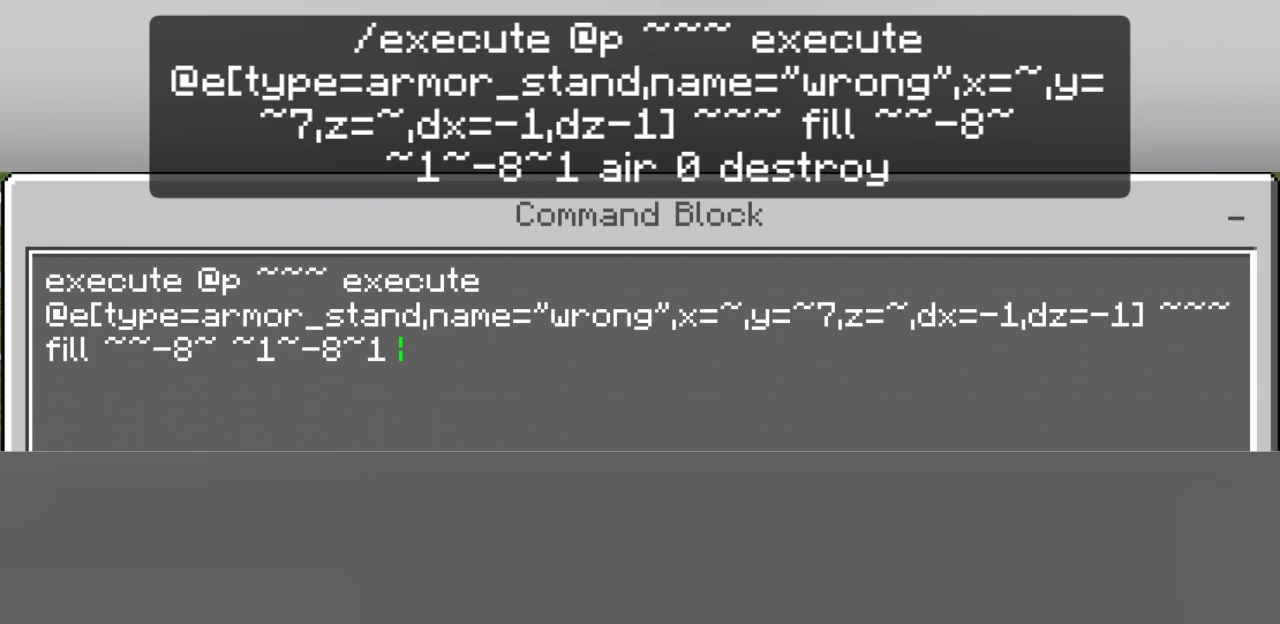 /execute @p ~~~ execute
@e[type=armor_stand,name="wrong",x=~,y=
~7,z=~,dx=-1,dz-1] ~~~ fill ~~-8~
~1~-8~1 air 0 destroy
Command Block
execute @p ~~~ execute
@e[type=armor_stand,name="wrong",x=~,y=~7,z=~,dx=-1,dz=-1] ~~~
fill ~~-8~ ~1~-8~1